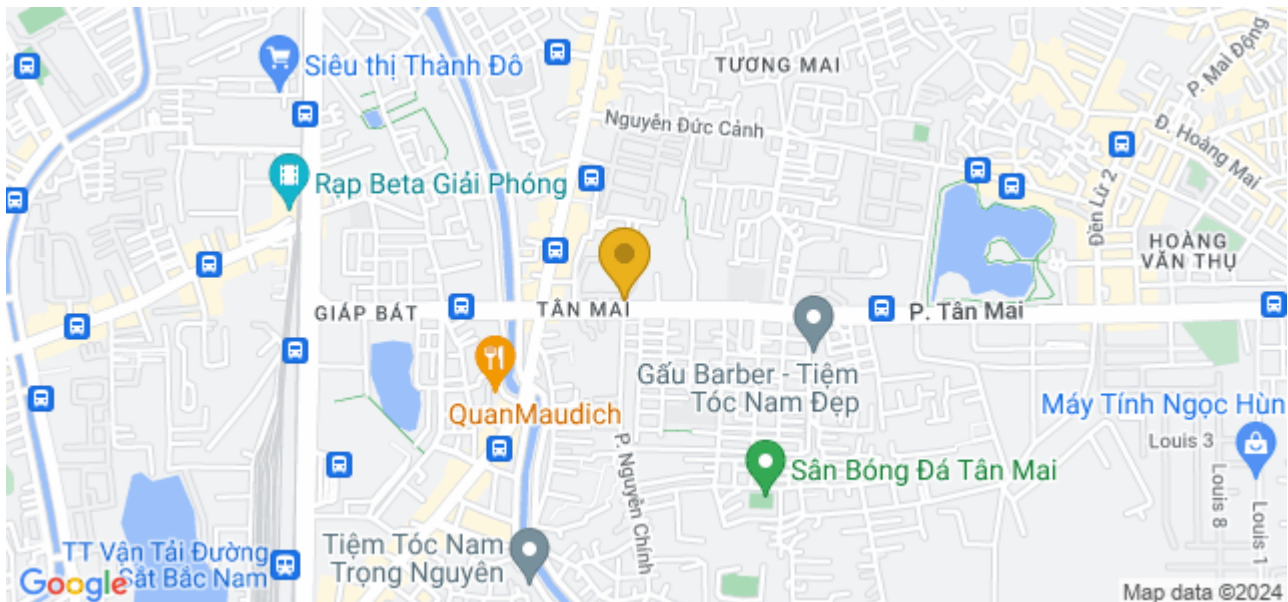 Siêu thị Thành Đô
TƯƠNG MAI
P. Mai Động
Nguyễn Đức Cảnh
Đ. Hoàng Mai
Rạp Beta Giải Phóng
Đền Lừ 2
HOÀNG
VĂN THỤ
GIÁP BÁT
TÂN MAI
P. Tân Mai
Gấu Barber - Tiệm
Tóc Nam Đẹp
QuanMaudich
Máy Tính Ngọc Hùn
Louis 3
Sân Bóng Đá Tân Mai
P. Nguyễn Chính
Louis 8
Louis 1
Tiệm Tóc Nam
Trọng Nguyên
TT Vận Tải Đường
Sắt Bắc Nam
Google
Map data ©2024